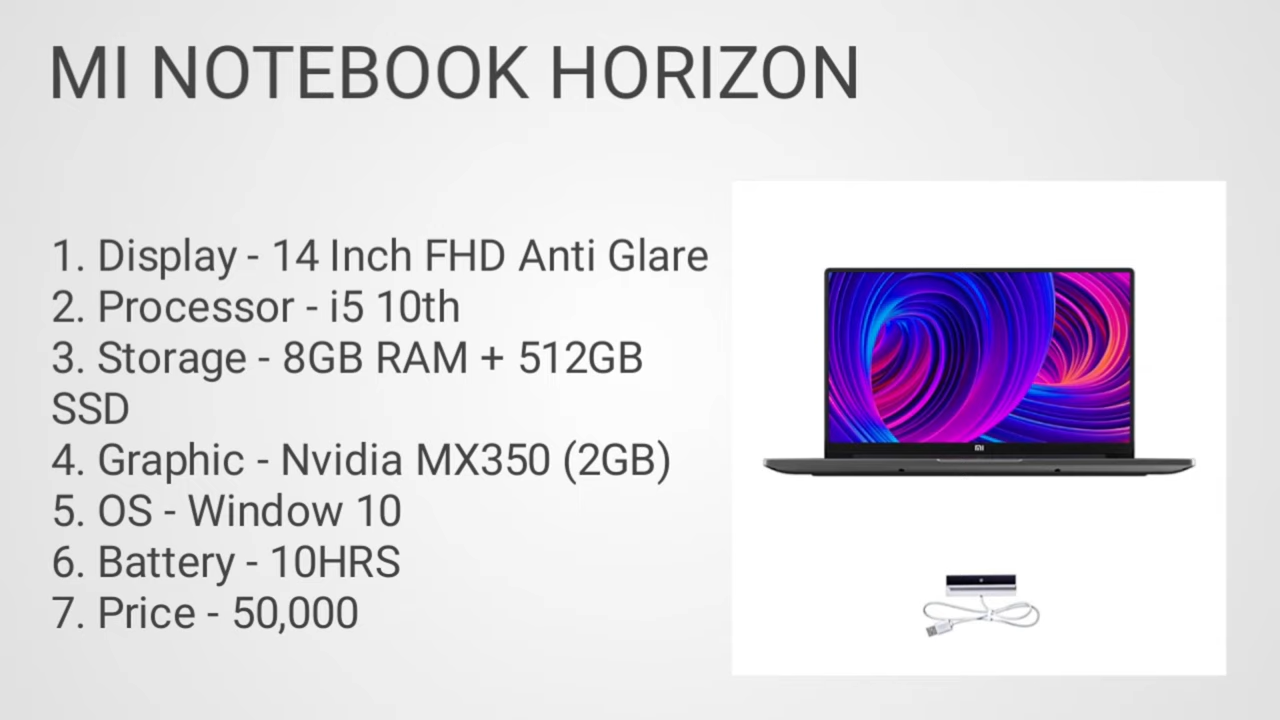 MI NOTEBOOK HORIZON
1. Display - 14 Inch FHD Anti Glare
2. Processor - i5 10th
3. Storage - 8GB RAM + 512GB
SSD
4. Graphic - Nvidia MX350 (2GB)
5. OS - Window 10
6. Battery - 10HRS
7. Price - 50,000
mi